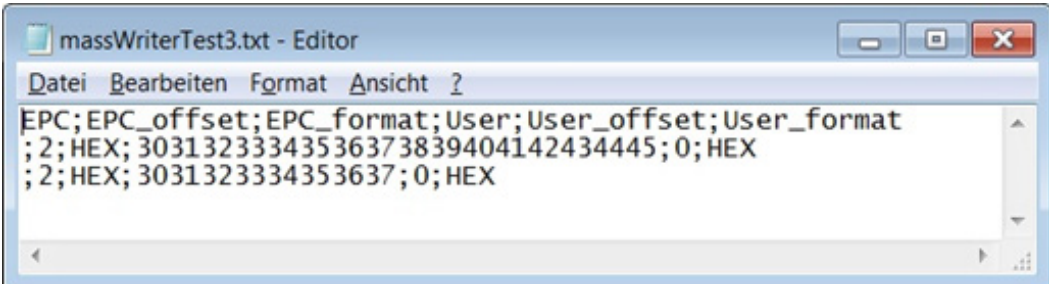 massWriterTest3.txt - Editor
Datei Bearbeiten Format Ansicht ?
EPC;EPC_offset;EPC_format;User;User_offset;User_format
;2;HEX;30313233343536373839404142434445;0;HEX
;2;HEX;3031323334353637;0;HEX